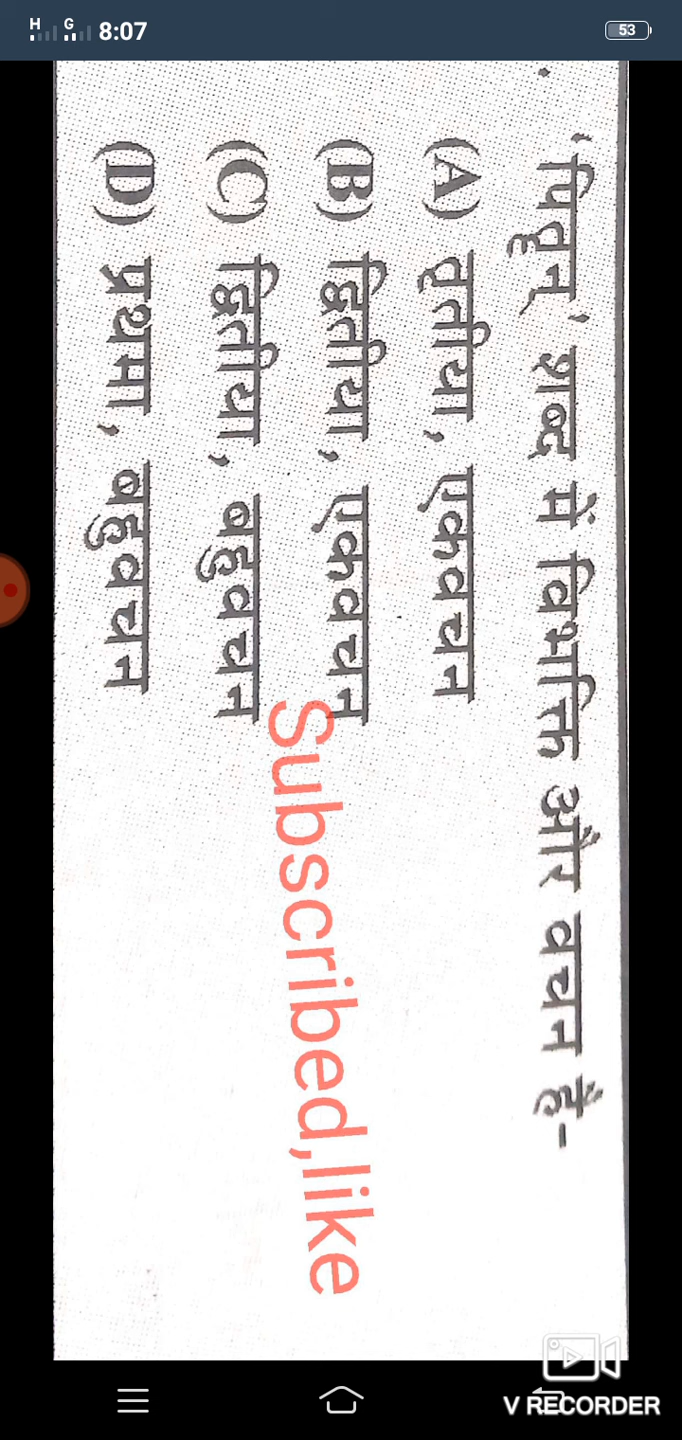 H G 8:07 53
'पितॄन्' शब्द में विभक्ति और वचन हैं-
(A) तृतीया, एकवचन
(B) द्वितीया, एकवचन
(C) द्वितीया, बहुवचन
(D) प्रथमा, बहुवचन
Subscribed,like
V RECORDER